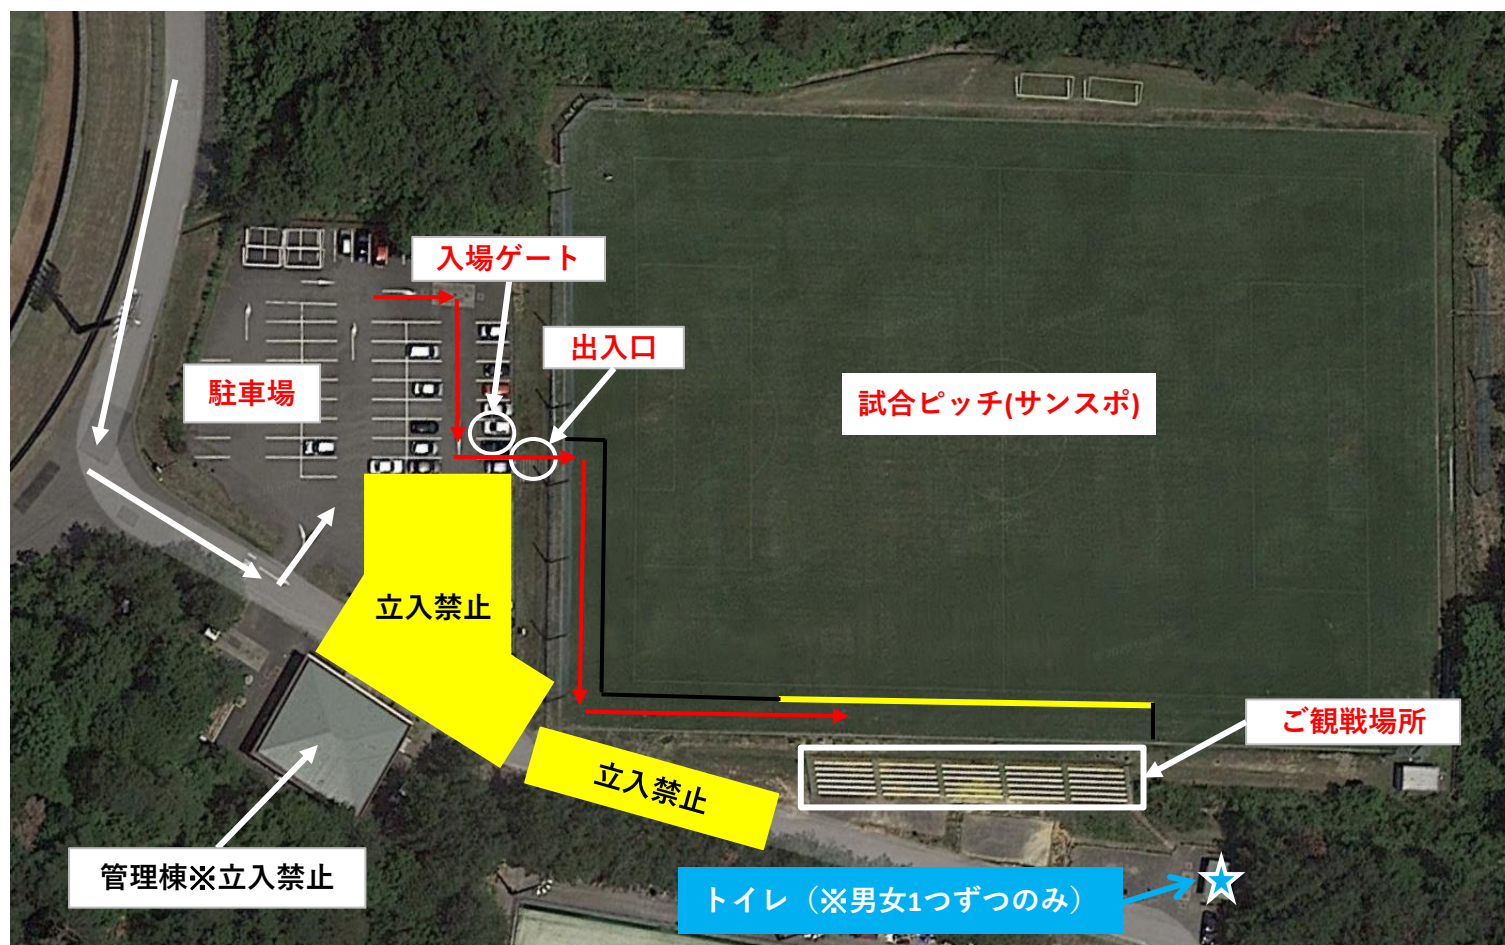 入場ゲート
出入口
駐車場
試合ピッチ(サンスポ)
立入禁止
ご観戦場所
立入禁止
管理棟※立入禁止
トイレ（※男女1つずつのみ）